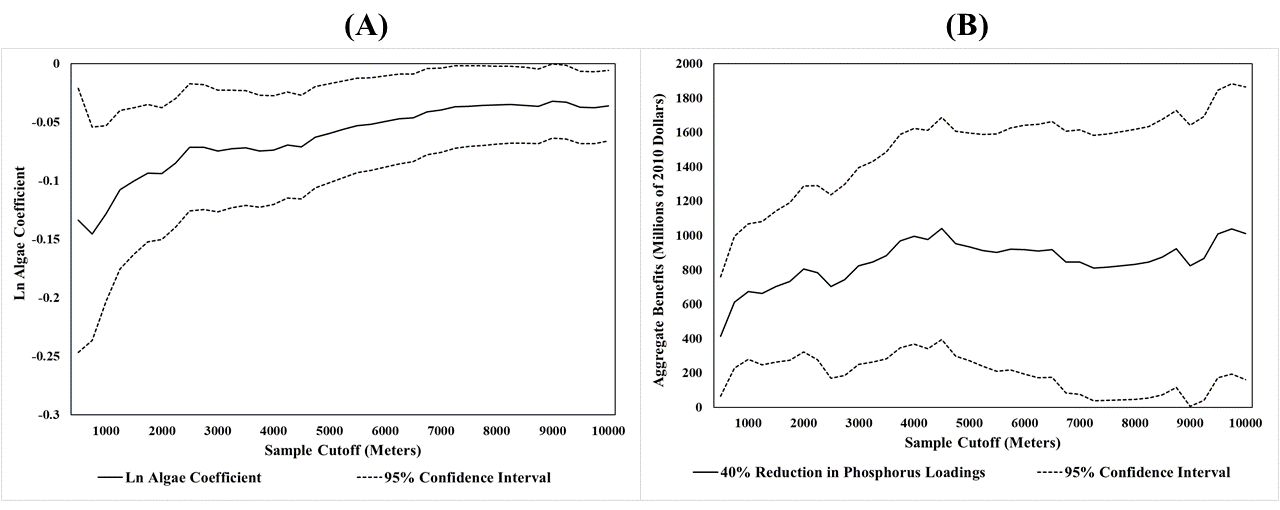 (A)
Ln Algae Coefficient
0
-0.05
-0.1
-0.15
-0.2
-0.25
-0.3
1000 2000 3000 4000 5000 6000 7000 8000 9000 10000
Sample Cutoff (Meters)
Ln Algae Coefficient 95% Confidence Interval
(B)
Aggregate Benefits (Millions of 2010 Dollars)
2000
1800
1600
1400
1200
1000
800
600
400
200
0
1000 2000 3000 4000 5000 6000 7000 8000 9000 10000
Sample Cutoff (Meters)
40% Reduction in Phosphorus Loadings 95% Confidence Interval